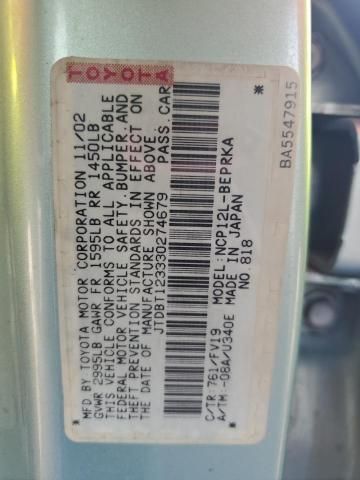 TOYOTA
MFD BY TOYOTA MOTOR CORPORATION 11/02
GVWR 2995LB GAWR FR 1595LB RR 1450LB
THIS VEHICLE CONFORMS TO ALL APPLICABLE
FEDERAL MOTOR VEHICLE SAFETY, BUMPER, AND
THEFT PREVENTION STANDARDS IN EFFECT ON
THE DATE OF MANUFACTURE SHOWN ABOVE.
JTDBT123330274679 PASS. CAR
C/TR: 761/FV19 NCP12L-BEPRKA
A/TM: -08A/U340E MADE IN JAPAN
NO. 818
BA5547915